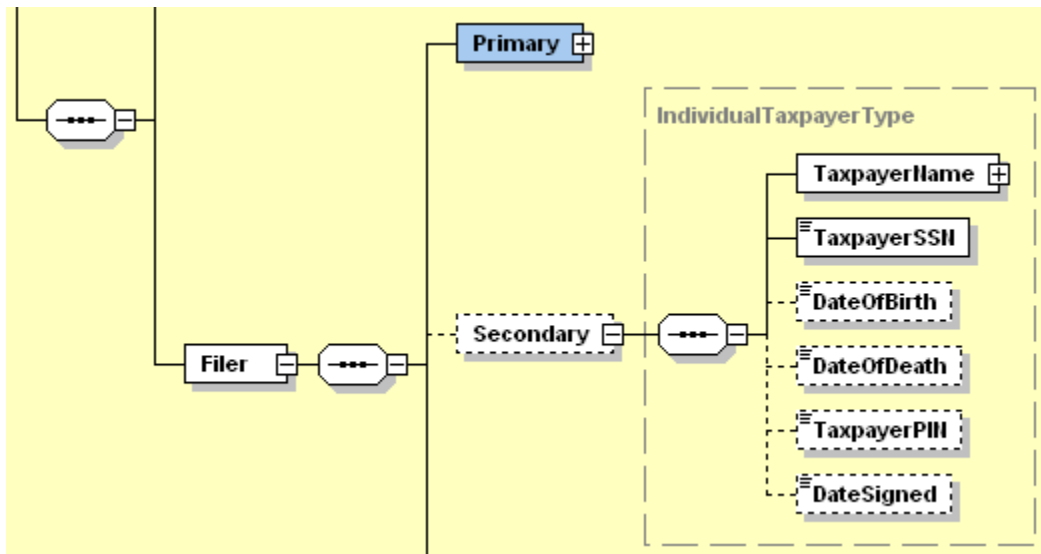 Primary
IndividualTaxpayerType
TaxpayerName
TaxpayerSSN
DateOfBirth
Secondary
Filer
DateOfDeath
TaxpayerPIN
DateSigned